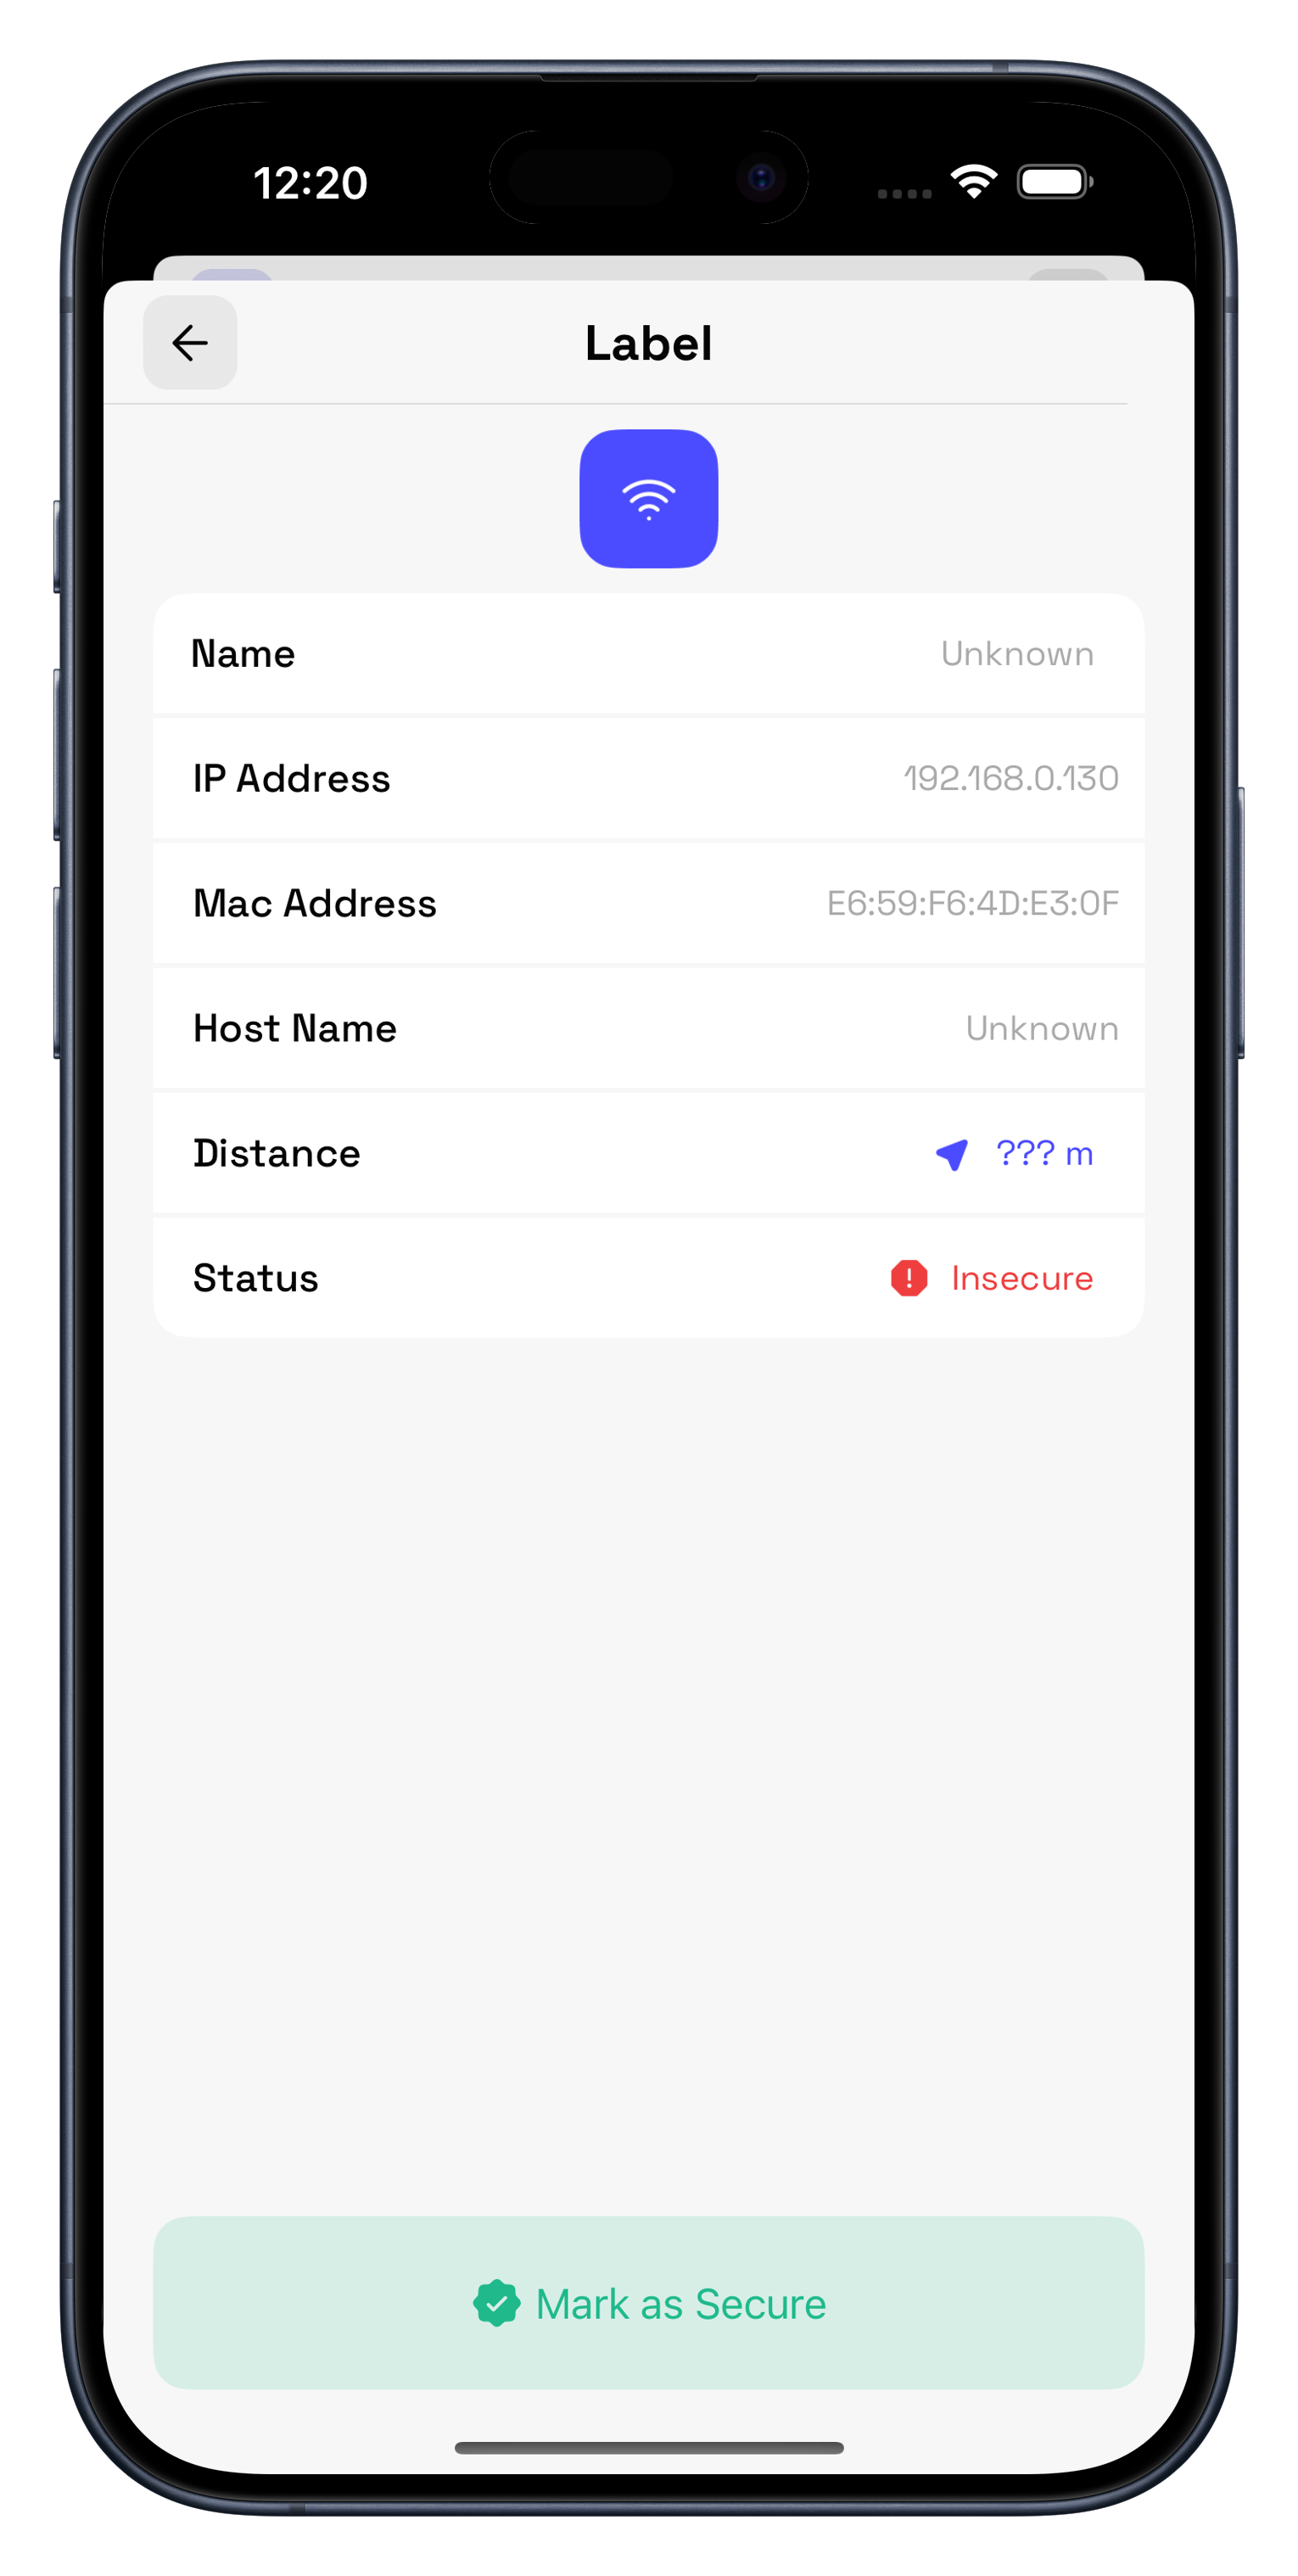 12:20
Label
Name Unknown
IP Address 192.168.0.130
Mac Address E6:59:F6:4D:E3:0F
Host Name Unknown
Distance ??? m
Status Insecure
Mark as Secure